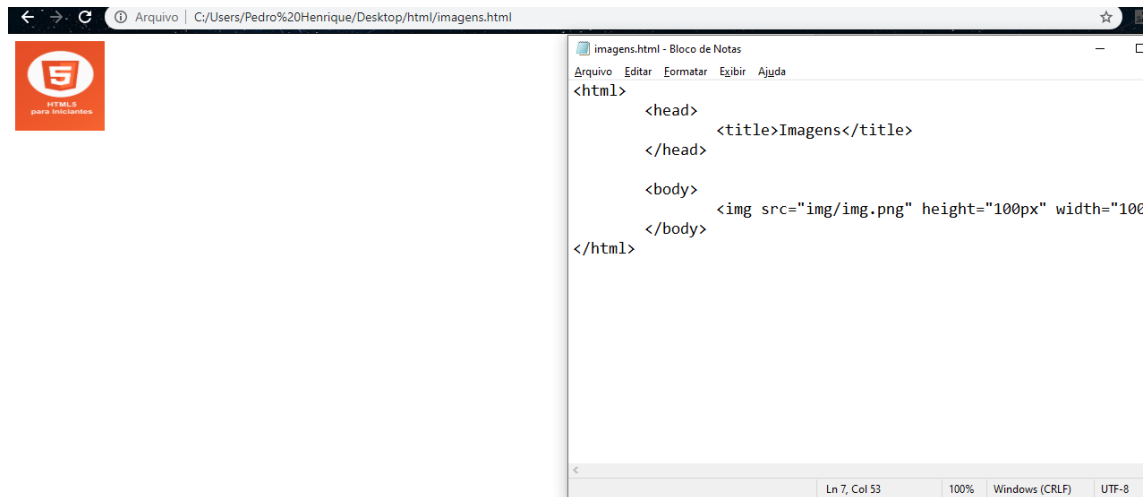 Arquivo | C:/Users/Pedro%20Henrique/Desktop/html/imagens.html
5
HTML5
para Iniciantes
imagens.html - Bloco de Notas
Arquivo Editar Formatar Exibir Ajuda
<html>
<head>
<title>Imagens</title>
</head>
<body>
<img src="img/img.png" height="100px" width="100
</body>
</html>
Ln 7, Col 53 100% Windows (CRLF) UTF-8